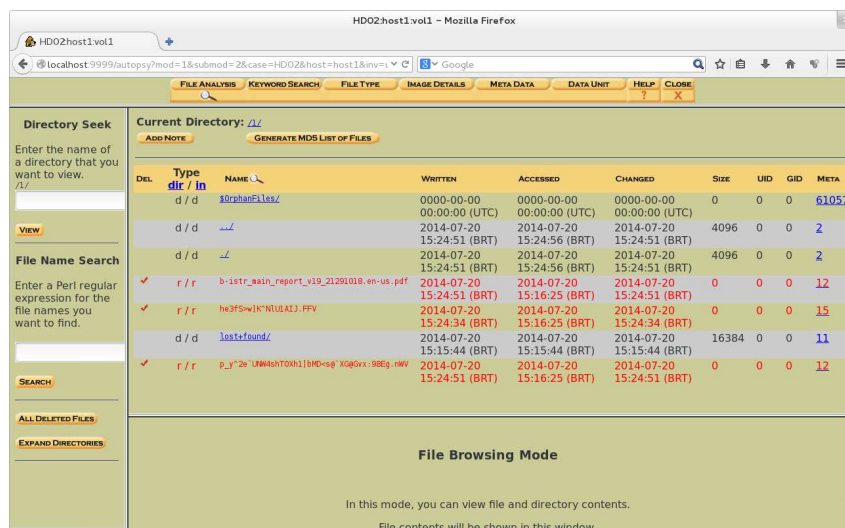 HDO2:host1:vol1 – Mozilla Firefox
HDO2:host1:vol1
localhost:9999/autopsy?mod=1&submod=2&case=HDO2&host=host1&inv=u
Google
FILE ANALYSIS KEYWORD SEARCH FILE TYPE IMAGE DETAILS META DATA DATA UNIT HELP CLOSE
? X
Directory Seek
Enter the name of
a directory that you
want to view.
/1/
VIEW
File Name Search
Enter a Perl regular
expression for the
file names you
want to find.
SEARCH
ALL DELETED FILES
EXPAND DIRECTORIES
Current Directory: /1/
ADD NOTE GENERATE MD5 LIST OF FILES
DEL Type NAME WRITTEN ACCESSED CHANGED SIZE UID GID META
dir / in
d / d $OrphanFiles/ 0000-00-00 0000-00-00 0000-00-00 0 0 0 61057
00:00:00 (UTC) 00:00:00 (UTC) 00:00:00 (UTC)
d / d ../ 2014-07-20 2014-07-20 2014-07-20 4096 0 0 2
15:24:51 (BRT) 15:24:56 (BRT) 15:24:51 (BRT)
d / d ./ 2014-07-20 2014-07-20 2014-07-20 4096 0 0 2
15:24:51 (BRT) 15:24:56 (BRT) 15:24:51 (BRT)
r / r b-istr_main_report_v19_21291018.en-us.pdf 2014-07-20 2014-07-20 2014-07-20 0 0 0 12
15:24:51 (BRT) 15:16:25 (BRT) 15:24:51 (BRT)
r / r 2014-07-20 2014-07-20 2014-07-20 0 0 0 15
15:24:34 (BRT) 15:16:25 (BRT) 15:24:34 (BRT)
d / d lost+found/ 2014-07-20 2014-07-20 2014-07-20 16384 0 0 11
15:15:44 (BRT) 15:15:44 (BRT) 15:15:44 (BRT)
r / r 2014-07-20 2014-07-20 2014-07-20 0 0 0 12
15:24:51 (BRT) 15:16:25 (BRT) 15:24:51 (BRT)
File Browsing Mode
In this mode, you can view file and directory contents.
File contents will be shown in this window.